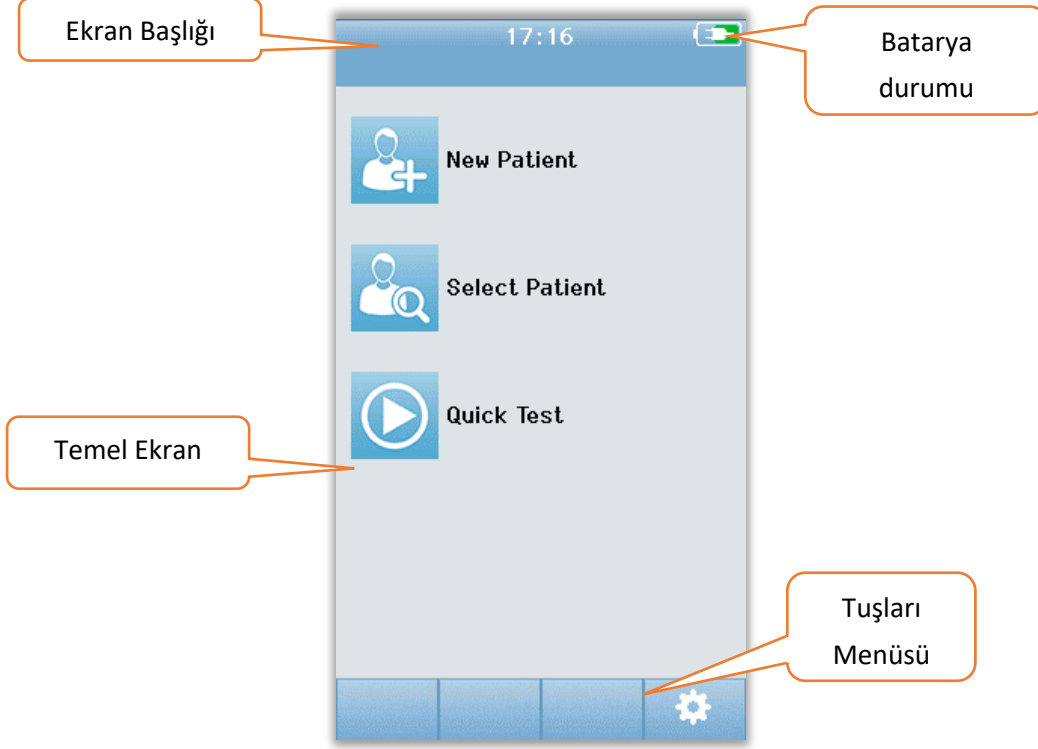 Ekran Başlığı
17:16
Batarya
durumu
New Patient
Select Patient
Quick Test
Temel Ekran
Tuşları
Menüsü